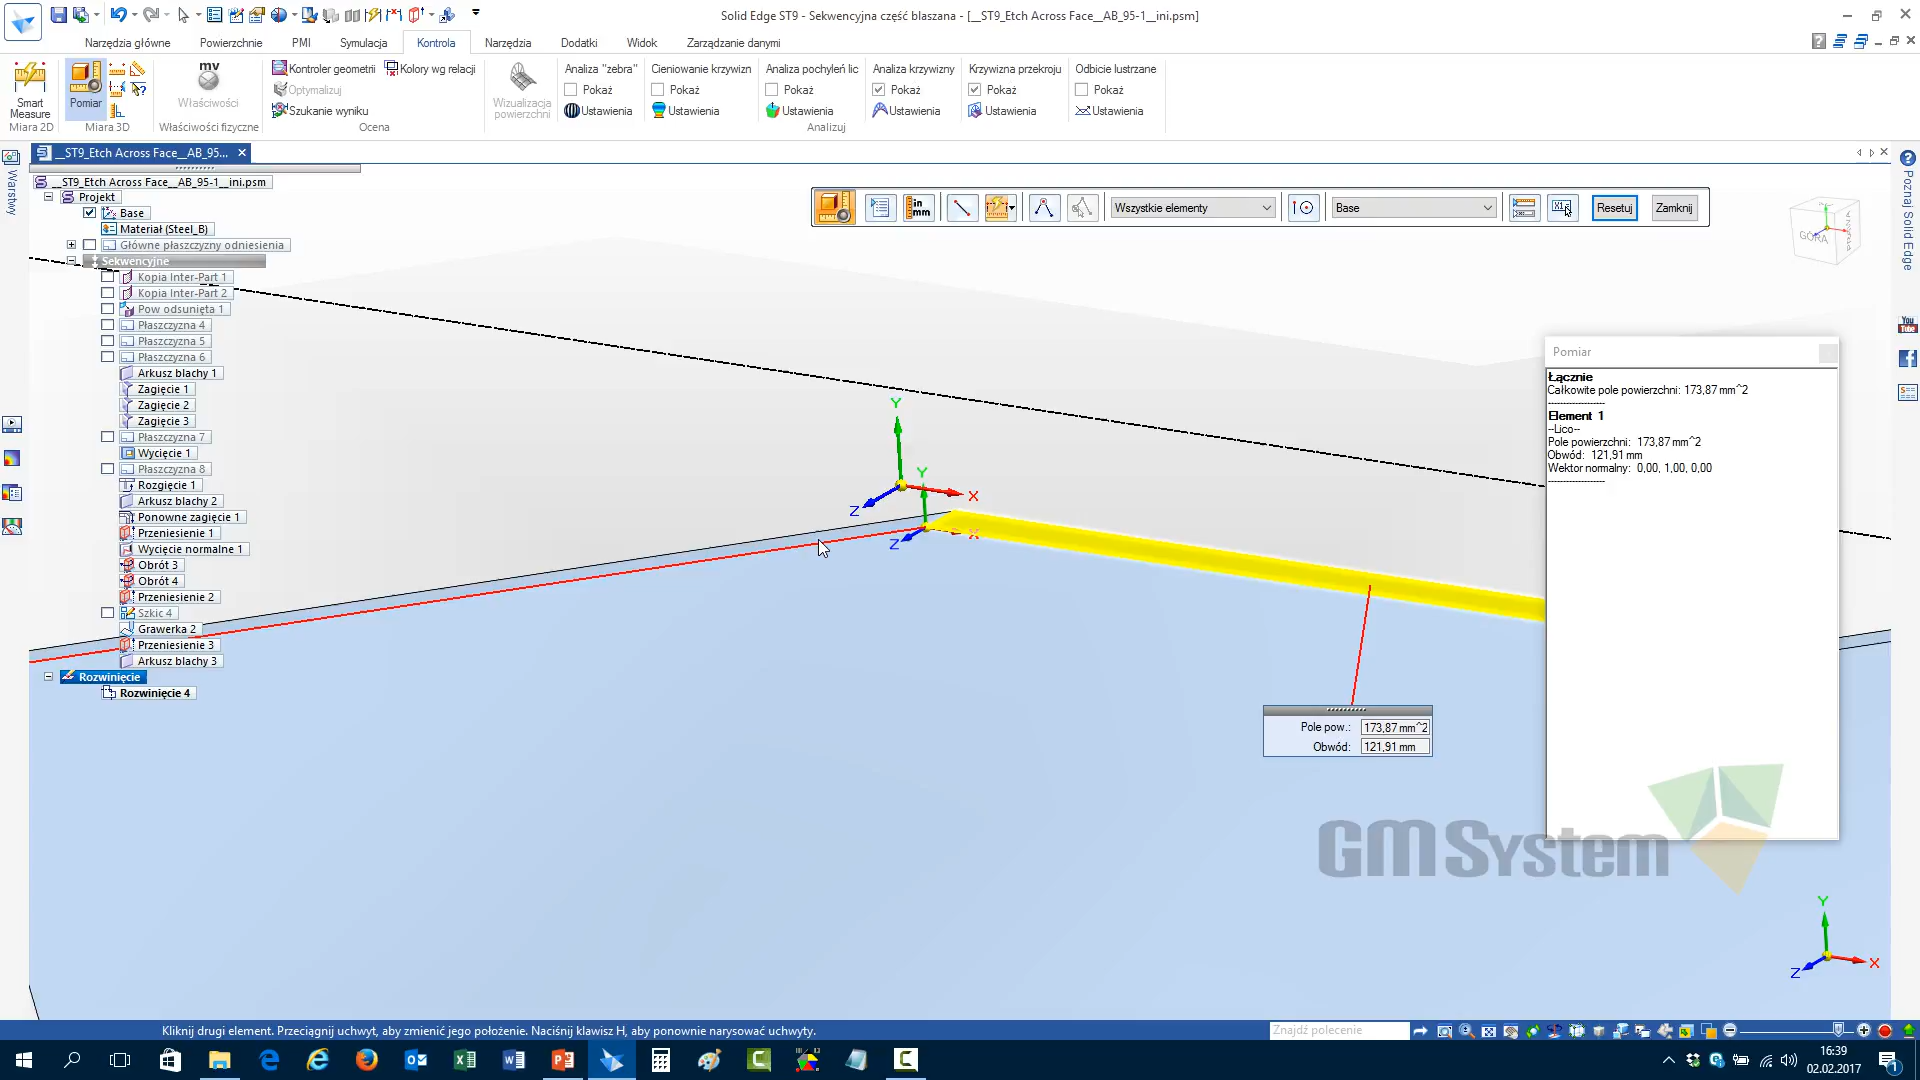 Solid Edge ST9 - Sekwencyjna część blaszana - [__ST9_Etch Across Face__AB_95-1__ini.psm]
Narzędzia główne
Powierzchnie
PMI
Symulacja
Kontrola
Narzędzia
Dodatki
Widok
Zarządzanie danymi
Smart Measure
Miara 2D
Pomiar
Miara 3D
mv
Właściwości
Właściwości fizyczne
Kontroler geometrii
Optymalizuj
Szukanie wyniku
Kolory wg relacji
Ocena
Wizualizacja powierzchni
Analiza "zebra"
Pokaż
Ustawienia
Cieniowanie krzywizn
Pokaż
Ustawienia
Analiza pochyleń lic
Pokaż
Ustawienia
Analiza krzywizny
Pokaż
Ustawienia
Krzywizna przekroju
Pokaż
Ustawienia
Odbicie lustrzane
Pokaż
Ustawienia
Analizuj
__ST9_Etch Across Face__AB_95...
Warstwy
Poznaj Solid Edge
__ST9_Etch Across Face__AB_95-1__ini.psm
Projekt
Base
Materiał (Steel_B)
Główne płaszczyzny odniesienia
Sekwencyjne
Kopia Inter-Part 1
Kopia Inter-Part 2
Pow odsunięta 1
Płaszczyzna 4
Płaszczyzna 5
Płaszczyzna 6
Arkusz blachy 1
Zagięcie 1
Zagięcie 2
Zagięcie 3
Płaszczyzna 7
Wycięcie 1
Płaszczyzna 8
Rozgięcie 1
Arkusz blachy 2
Ponowne zagięcie 1
Przeniesienie 1
Wycięcie normalne 1
Obrót 3
Obrót 4
Przeniesienie 2
Szkic 4
Grawerka 2
Przeniesienie 3
Arkusz blachy 3
Rozwinięcie
Rozwinięcie 4
in
mm
Wszystkie elementy
Base
Resetuj
Zamknij
GÓRA
Y
X
Z
Y
X
Z
Pomiar
Łącznie
Całkowite pole powierzchni: 173,87 mm^2
Element 1
--Lico--
Pole powierzchni: 173,87 mm^2
Obwód: 121,91 mm
Wektor normalny: 0,00, 1,00, 0,00
Pole pow.: 173,87 mm^2
Obwód: 121,91 mm
GMSystem
Y
X
Z
Kliknij drugi element. Przeciągnij uchwyt, aby zmienić jego położenie. Naciśnij klawisz H, aby ponownie narysować uchwyty.
Znajdź polecenie
16:39
02.02.2017